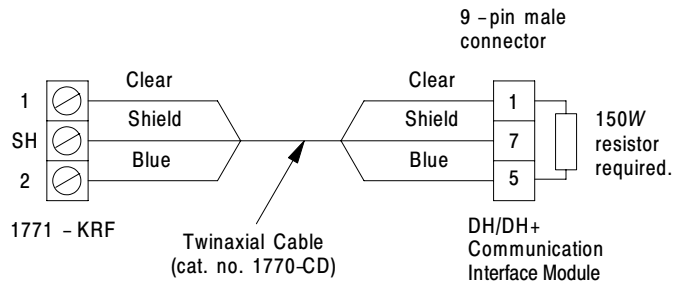 9 –pin male
connector
Clear
Clear
1
1
Shield
Shield
150W
SH
7
resistor
Blue
Blue
required.
2
5
1771 – KRF
Twinaxial Cable
(cat. no. 1770–CD)
DH/DH+
Communication
Interface Module